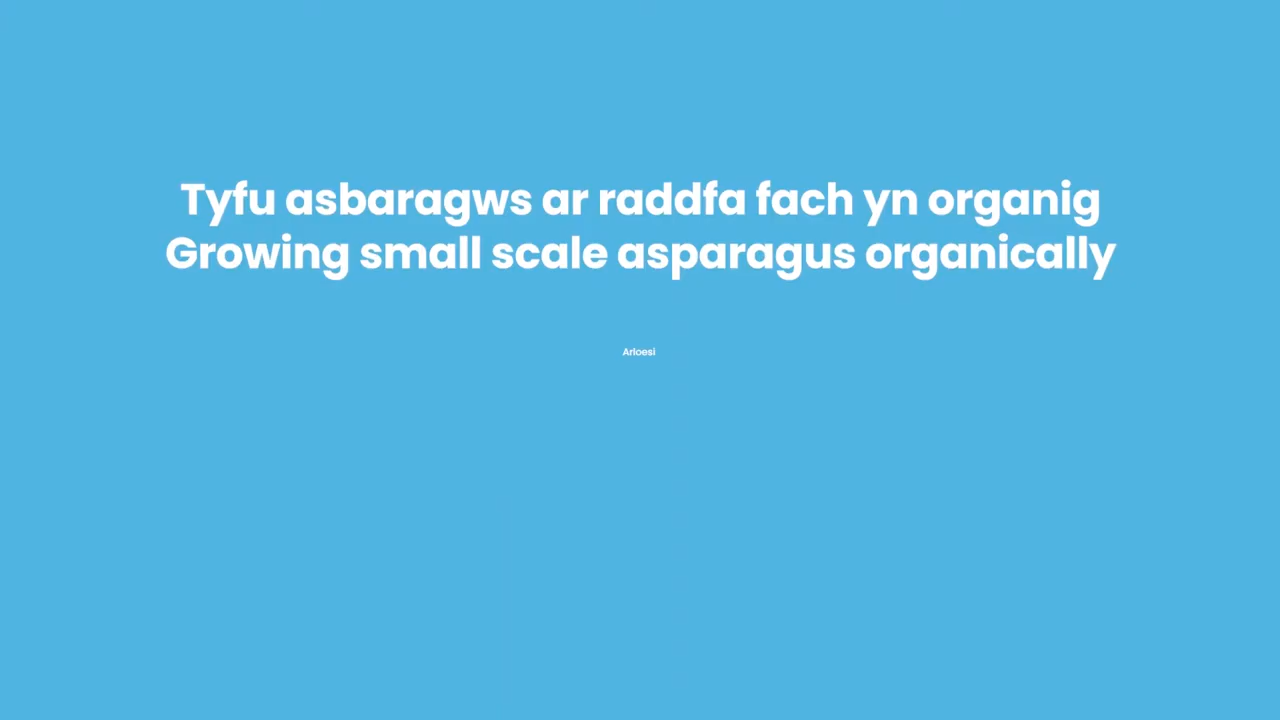 Tyfu asbaragws ar raddfa fach yn organig
Growing small scale asparagus organically
Arloesi